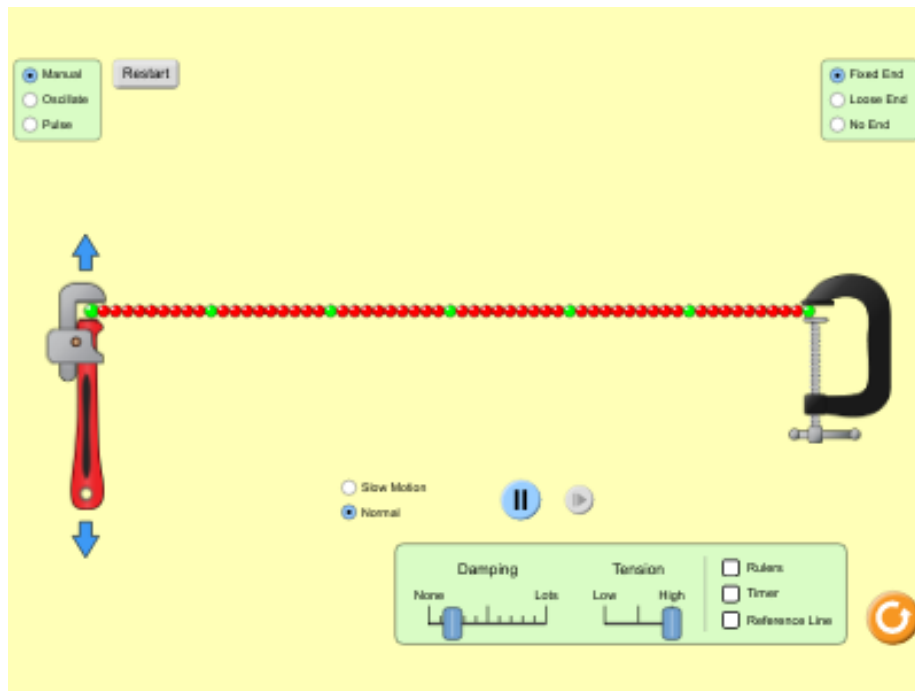 Manual
Oscillate
Pulse
Restart
Fixed End
Loose End
No End
Slow Motion
Normal
Damping
None
Lots
Tension
Low
High
Rulers
Timer
Reference Line